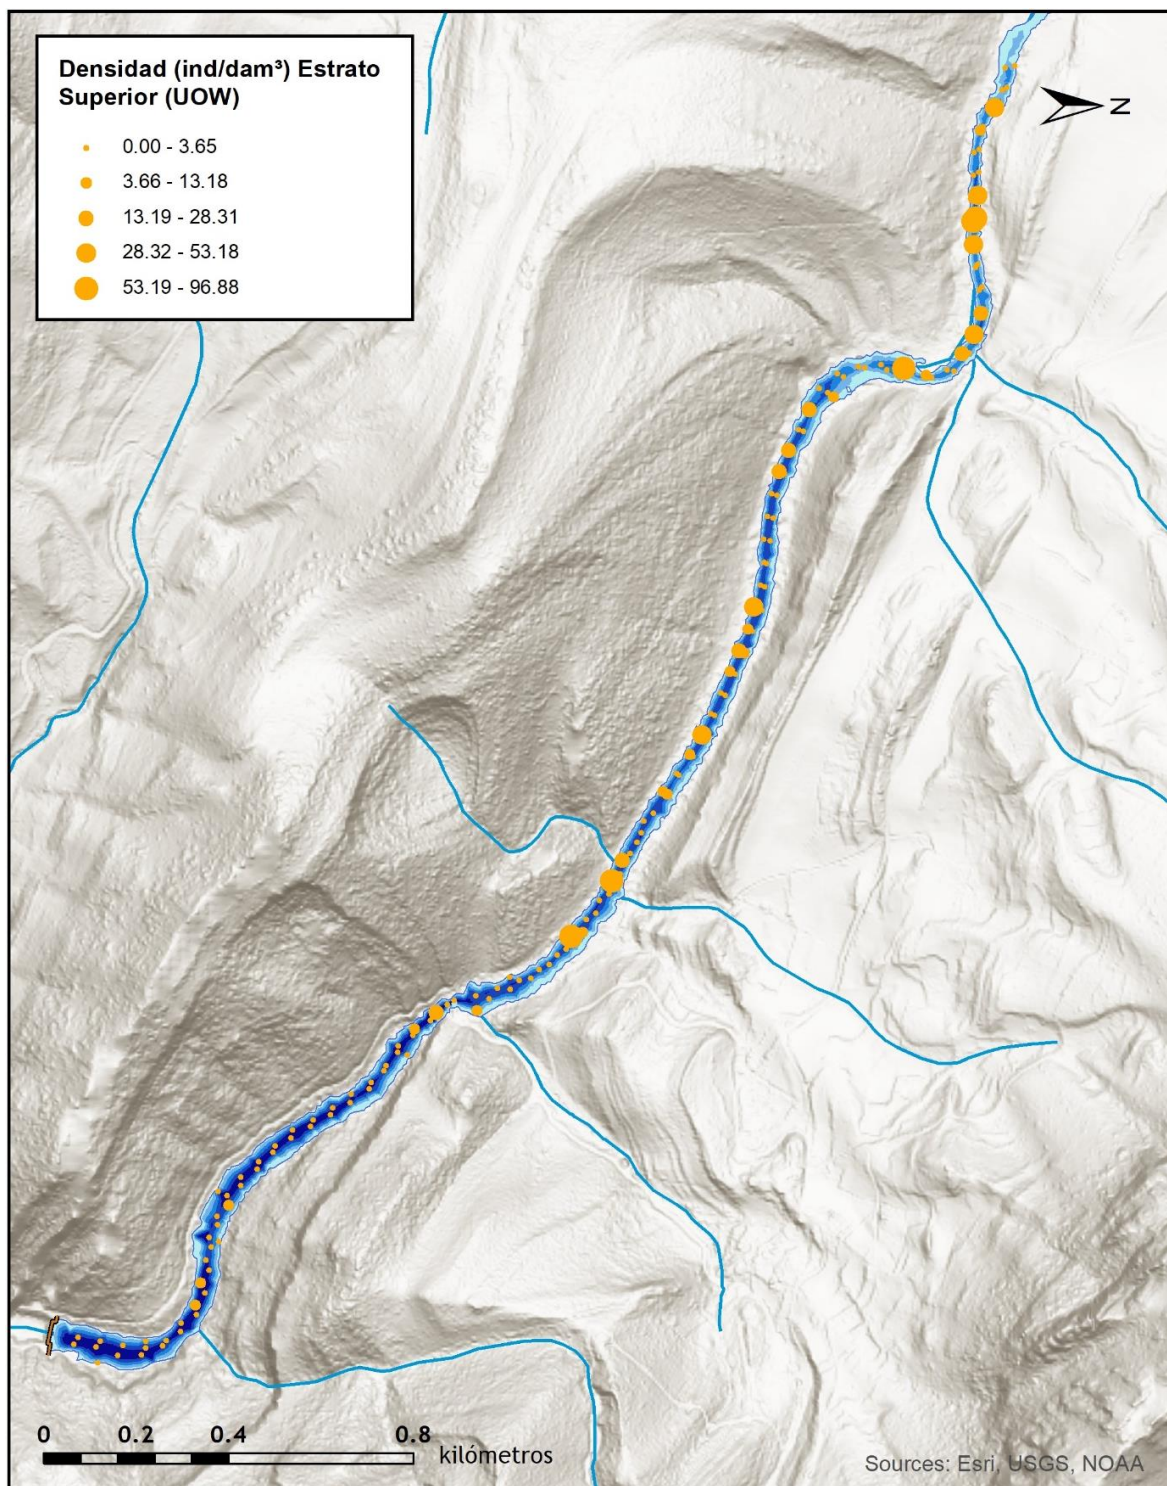 Densidad (ind/dam³) Estrato
Superior (UOW)
0.00 - 3.65
3.66 - 13.18
13.19 - 28.31
28.32 - 53.18
53.19 - 96.88
N
0 0.2 0.4 0.8
kilómetros
Sources: Esri, USGS, NOAA